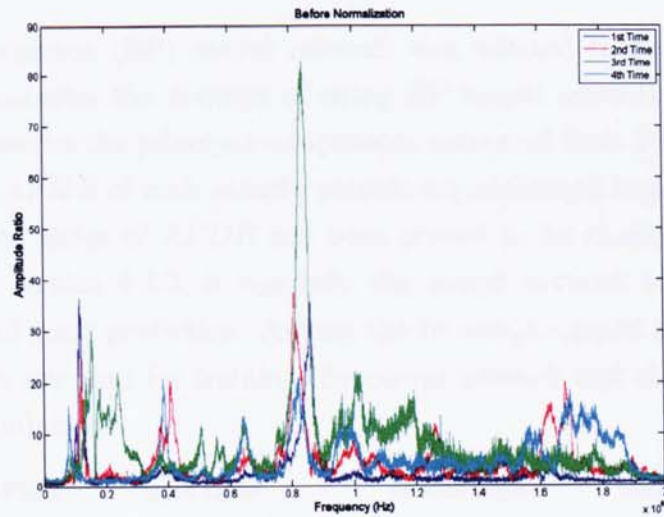 Before Normalization
1st Time
2nd Time
3rd Time
4th Time
Amplitude Ratio
90
80
70
60
50
40
30
20
10
0
0 0.2 0.4 0.6 0.8 1 1.2 1.4 1.6 1.8 2
Frequency (Hz)